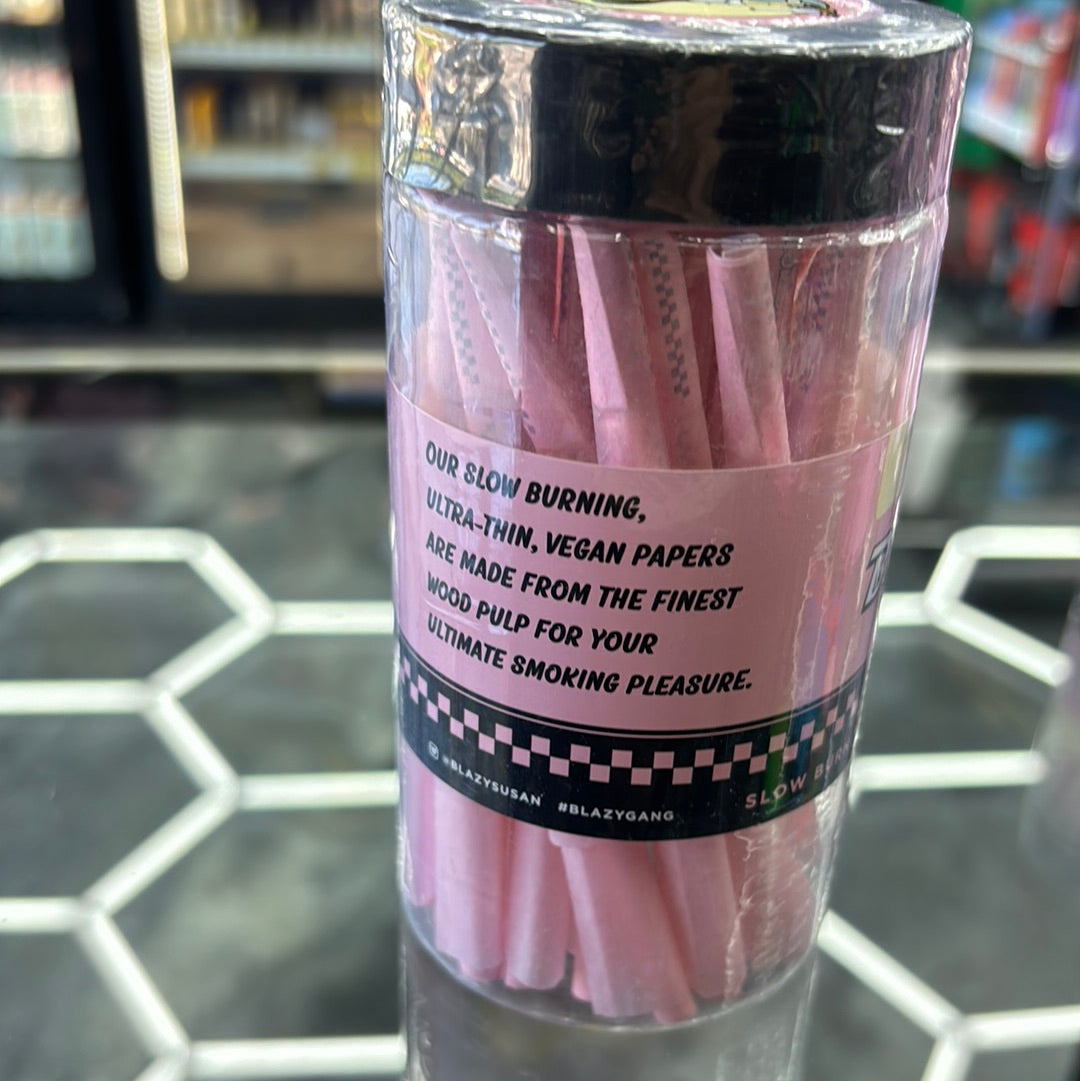 OUR SLOW BURNING,
ULTRA-THIN, VEGAN PAPERS
ARE MADE FROM THE FINEST
WOOD PULP FOR YOUR
ULTIMATE SMOKING PLEASURE.
@BLAZYSUSAN #BLAZYGANG
SLOW